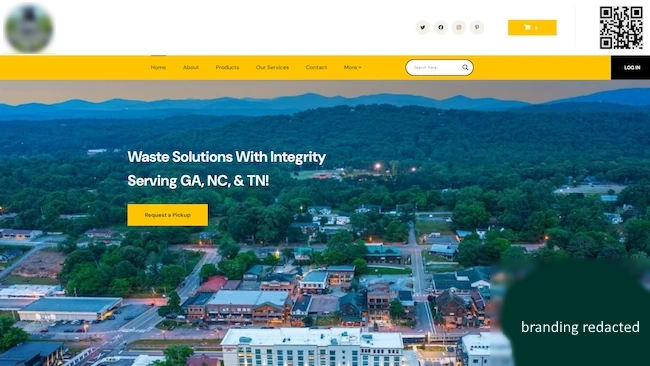 0
Home
About
Products
Our Services
Contact
More
Search here..
LOG IN
Waste Solutions With Integrity
Serving GA, NC, & TN!
Request a Pickup
branding redacted